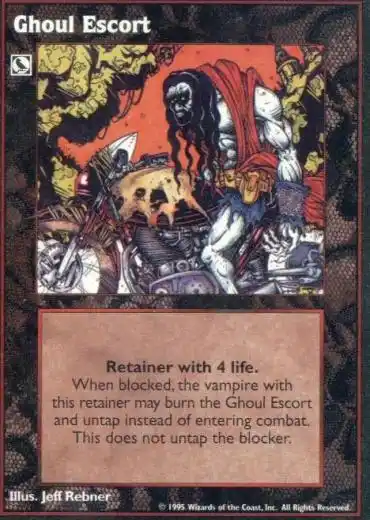 Ghoul Escort
Retainer with 4 life.
When blocked, the vampire with
this retainer may burn the Ghoul Escort
and untap instead of entering combat.
This does not untap the blocker.
Illus. Jeff Rebner
© 1995 Wizards of the Coast, Inc. All Rights Reserved.